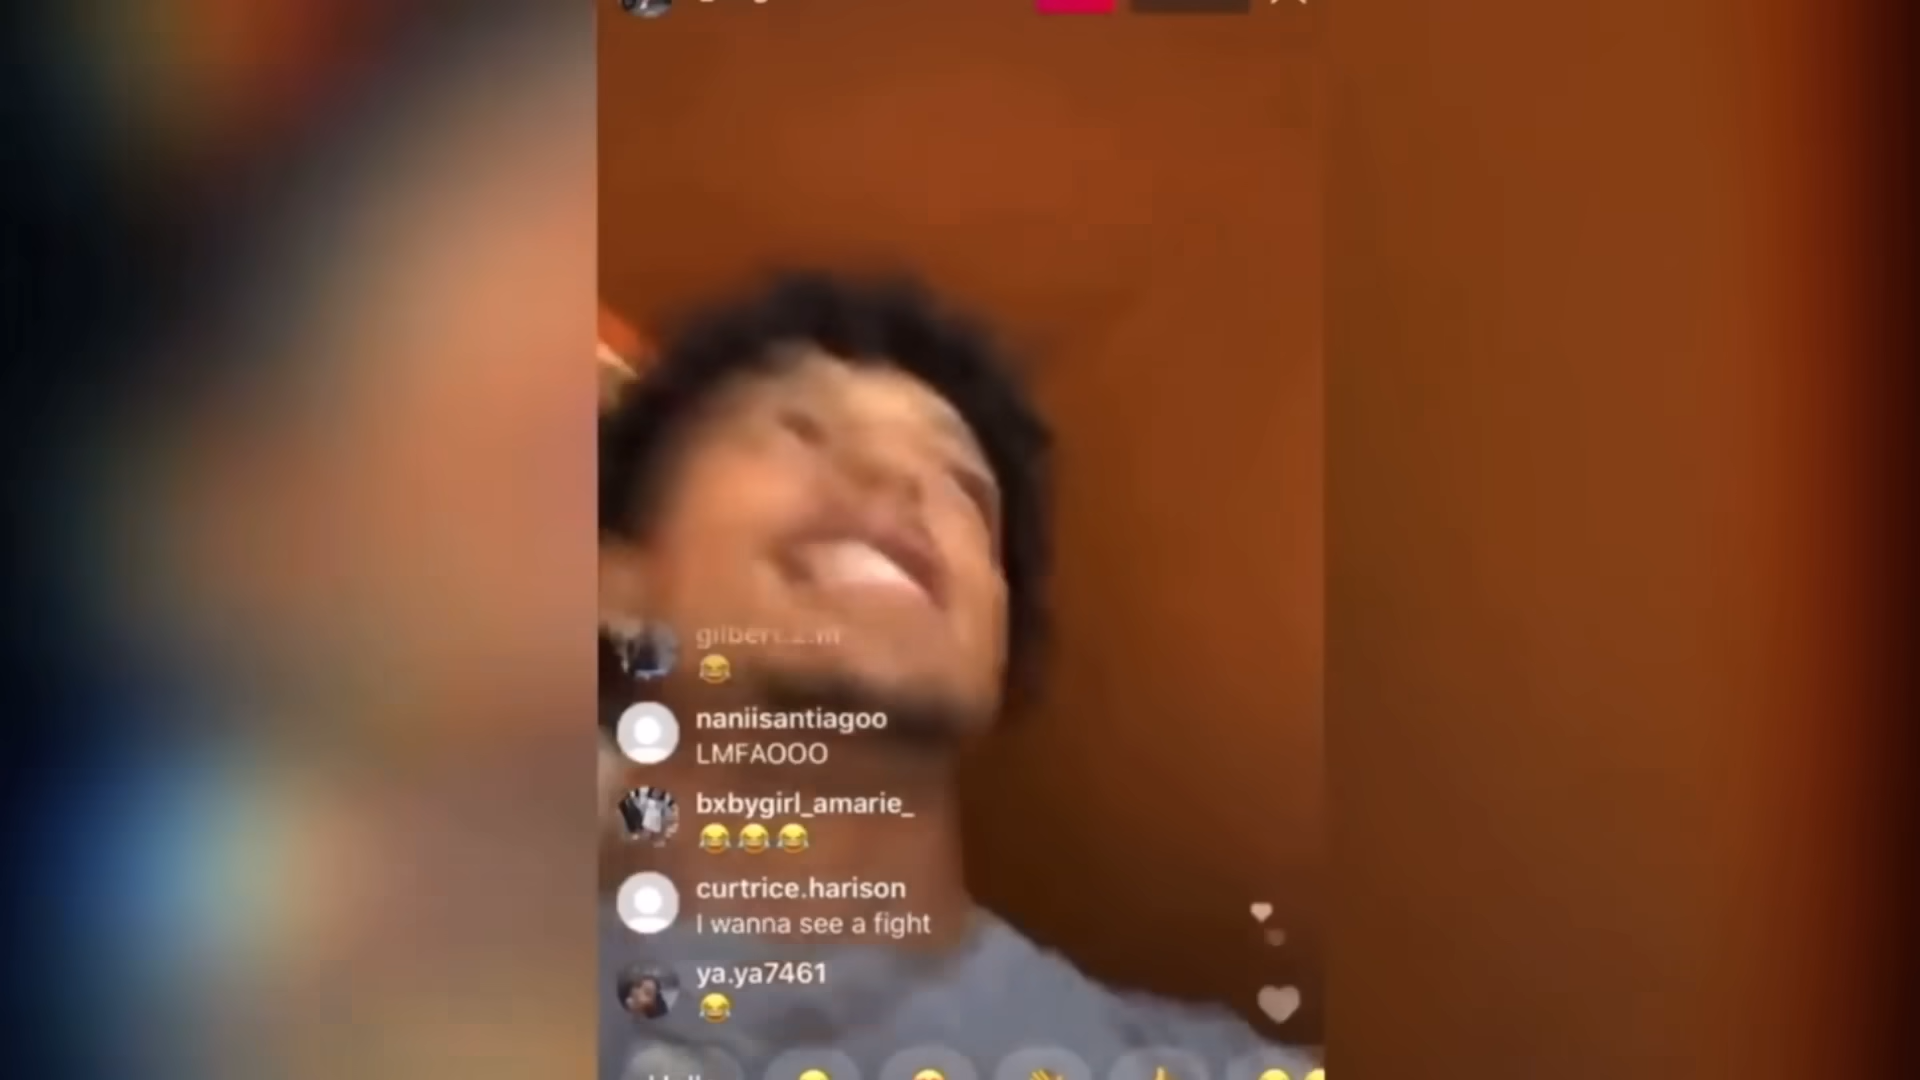 😂
naniisantiagoo
LMFAOOO
bxbygirl_amarie_
😂😂😂
curtrice.harison
I wanna see a fight
ya.ya7461
😂